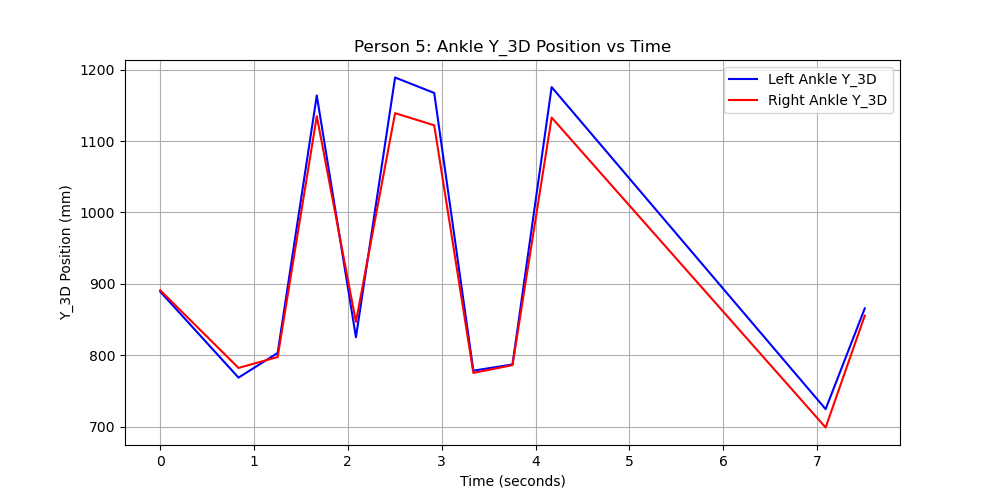 Person 5: Ankle Y_3D Position vs Time
Left Ankle Y_3D
Right Ankle Y_3D
Y_3D Position (mm)
1200
1100
1000
900
800
700
0 1 2 3 4 5 6 7
Time (seconds)